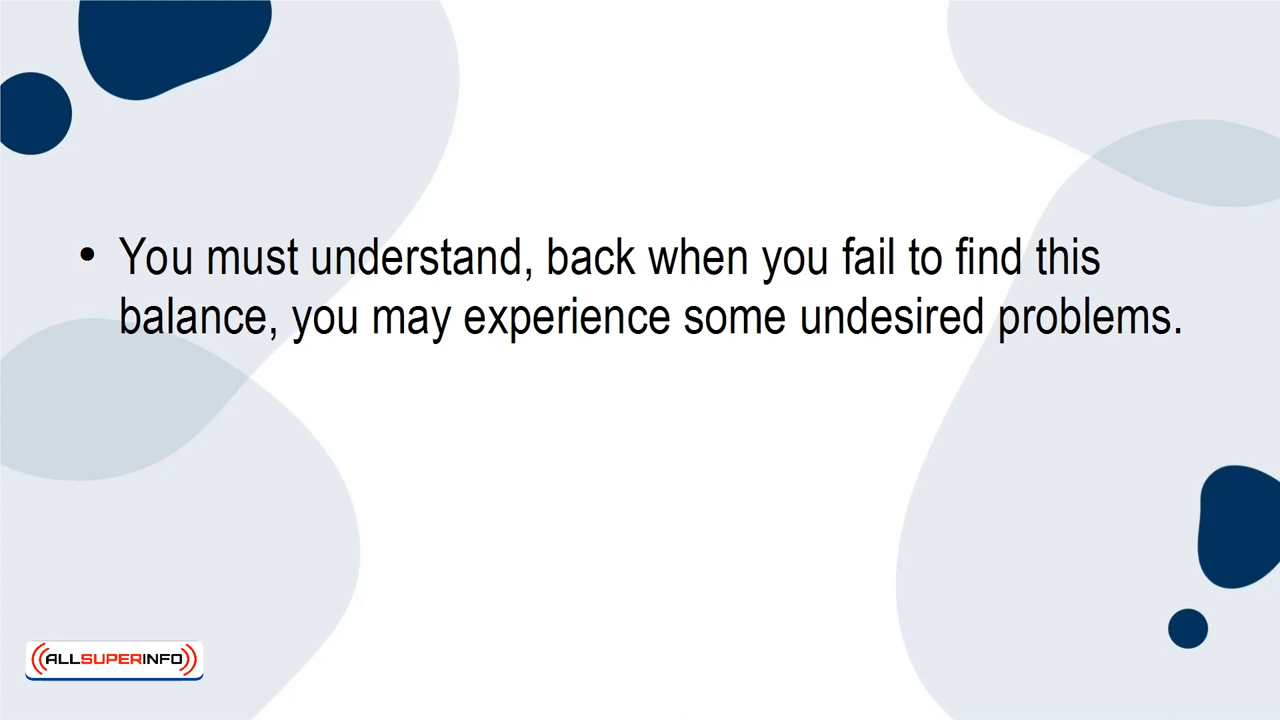 • You must understand, back when you fail to find this
balance, you may experience some undesired problems.
ALLSUPERINFO